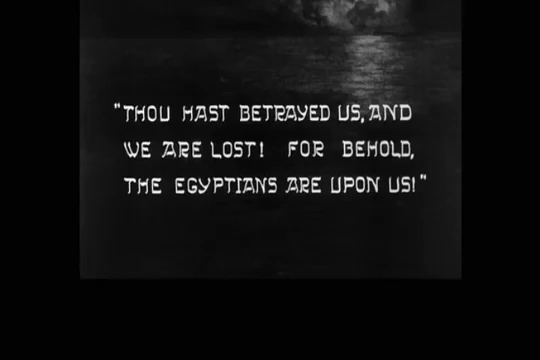 "THOU HAST BETRAYED US, AND
WE ARE LOST! FOR BEHOLD,
THE EGYPTIANS ARE UPON US!"